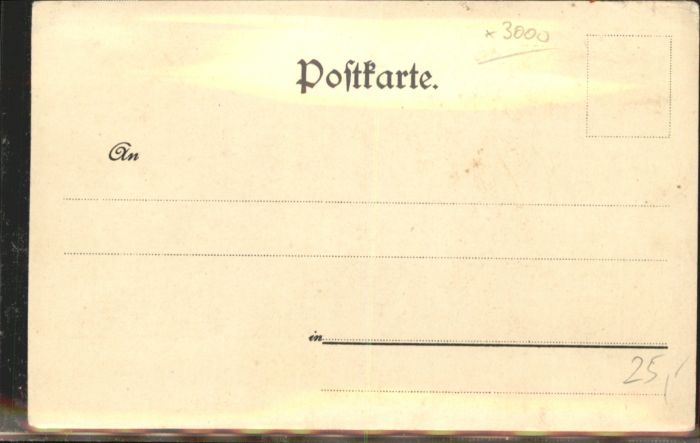 × 3000
Poſtkarte.
An
in
25,